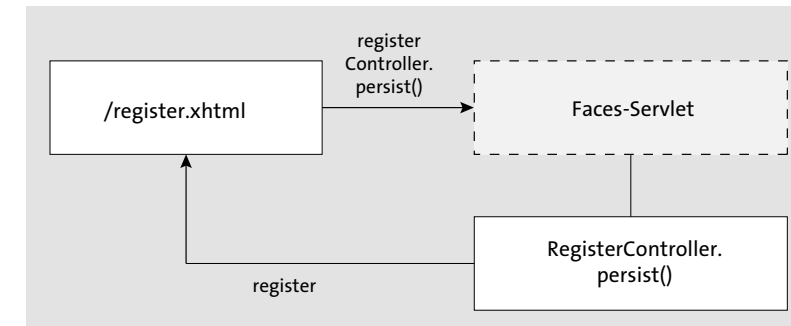 register
Controller.
persist()
/register.xhtml
Faces-Servlet
RegisterController.
persist()
register